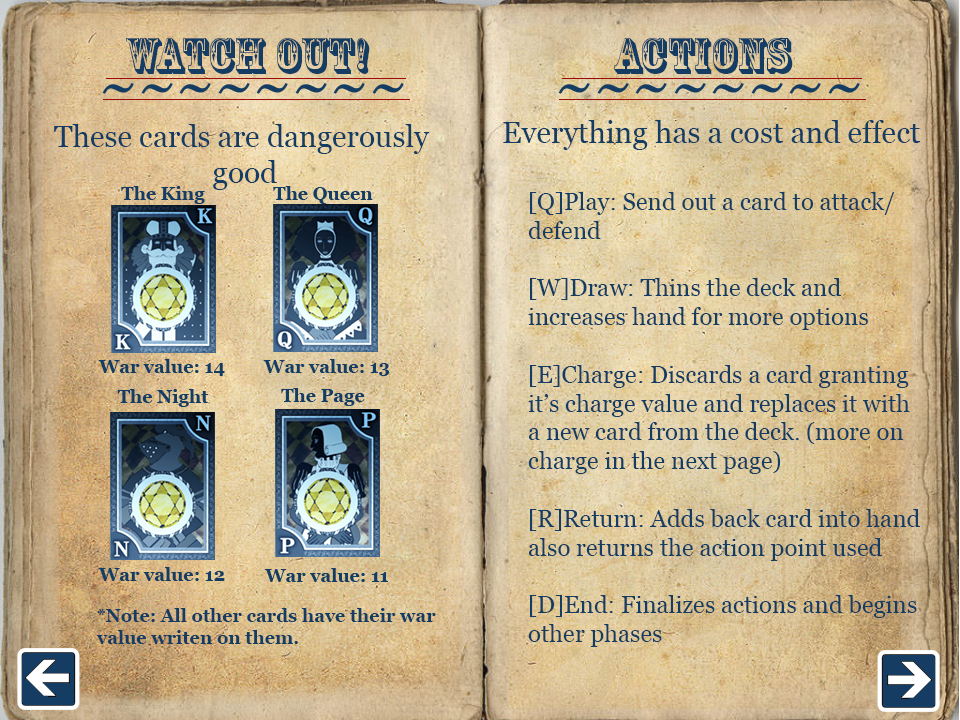 WATCH OUT!
These cards are dangerously
good
The King
The Queen
K
K
Q
Q
War value: 14
War value: 13
The Night
The Page
N
N
P
P
War value: 12
War value: 11
*Note: All other cards have their war
value writen on them.
ACTIONS
Everything has a cost and effect
[Q]Play: Send out a card to attack/
defend
[W]Draw: Thins the deck and
increases hand for more options
[E]Charge: Discards a card granting
it's charge value and replaces it with
a new card from the deck. (more on
charge in the next page)
[R]Return: Adds back card into hand
also returns the action point used
[D]End: Finalizes actions and begins
other phases